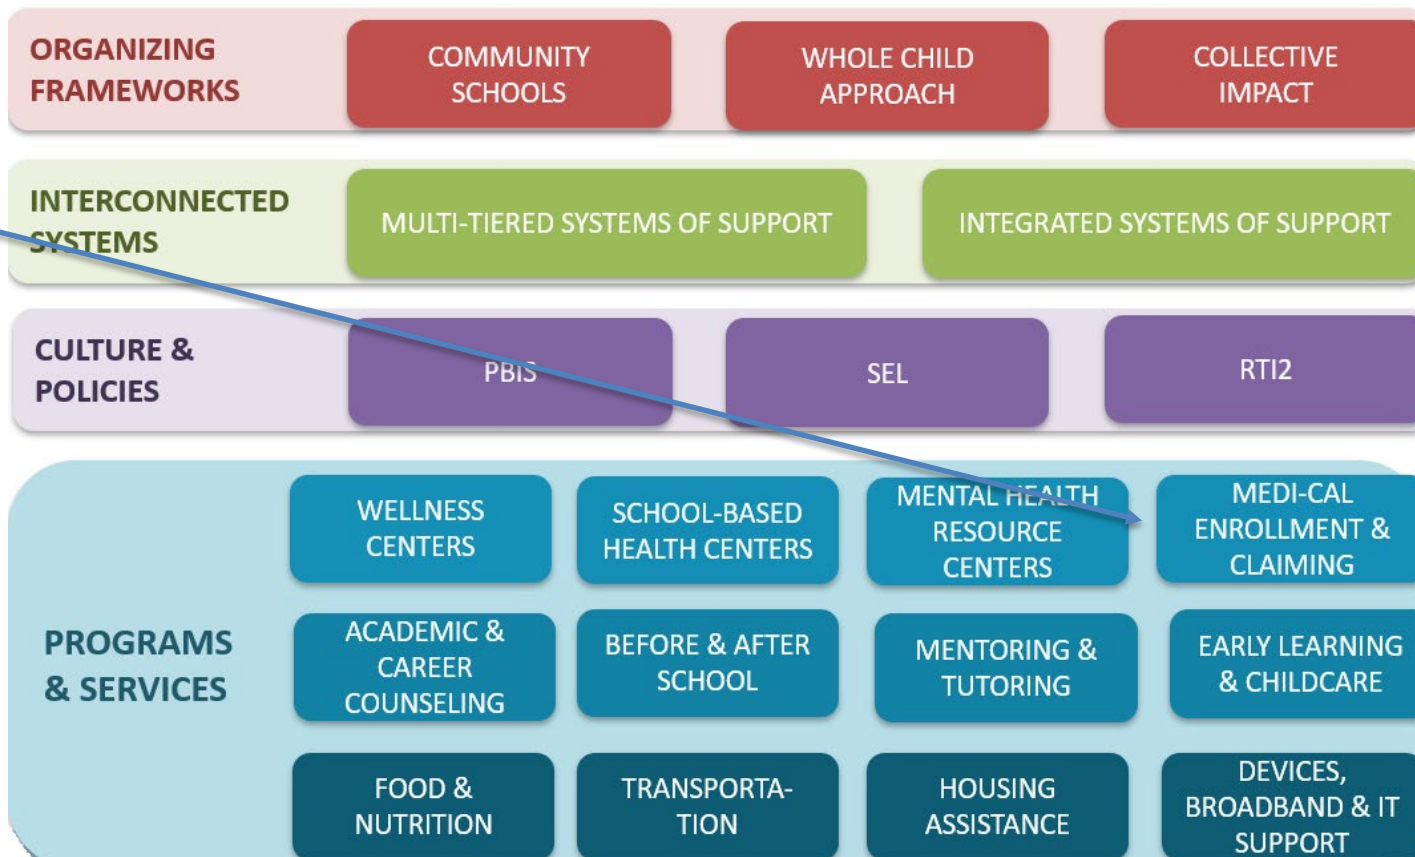 ORGANIZING
FRAMEWORKS
COMMUNITY
SCHOOLS
WHOLE CHILD
APPROACH
COLLECTIVE
IMPACT
INTERCONNECTED
SYSTEMS
MULTI-TIERED SYSTEMS OF SUPPORT
INTEGRATED SYSTEMS OF SUPPORT
CULTURE &
POLICIES
PBIS
SEL
RTI2
PROGRAMS
& SERVICES
WELLNESS
CENTERS
SCHOOL-BASED
HEALTH CENTERS
MENTAL HEALTH
RESOURCE
CENTERS
MEDI-CAL
ENROLLMENT &
CLAIMING
ACADEMIC &
CAREER
COUNSELING
BEFORE & AFTER
SCHOOL
MENTORING &
TUTORING
EARLY LEARNING
& CHILDCARE
FOOD &
NUTRITION
TRANSPORTA-
TION
HOUSING
ASSISTANCE
DEVICES,
BROADBAND & IT
SUPPORT